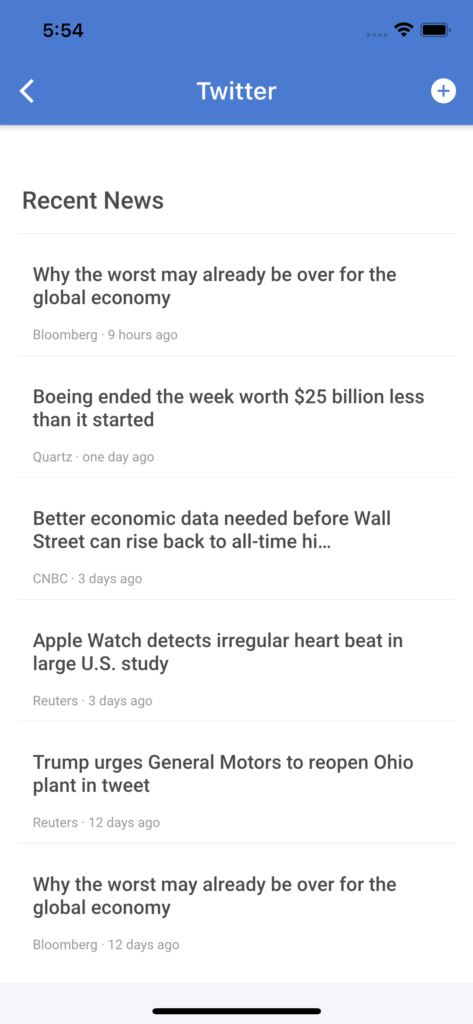 5:54
Twitter
Recent News
Why the worst may already be over for the
global economy
Bloomberg · 9 hours ago
Boeing ended the week worth $25 billion less
than it started
Quartz · one day ago
Better economic data needed before Wall
Street can rise back to all-time hi...
CNBC · 3 days ago
Apple Watch detects irregular heart beat in
large U.S. study
Reuters · 3 days ago
Trump urges General Motors to reopen Ohio
plant in tweet
Reuters · 12 days ago
Why the worst may already be over for the
global economy
Bloomberg · 12 days ago